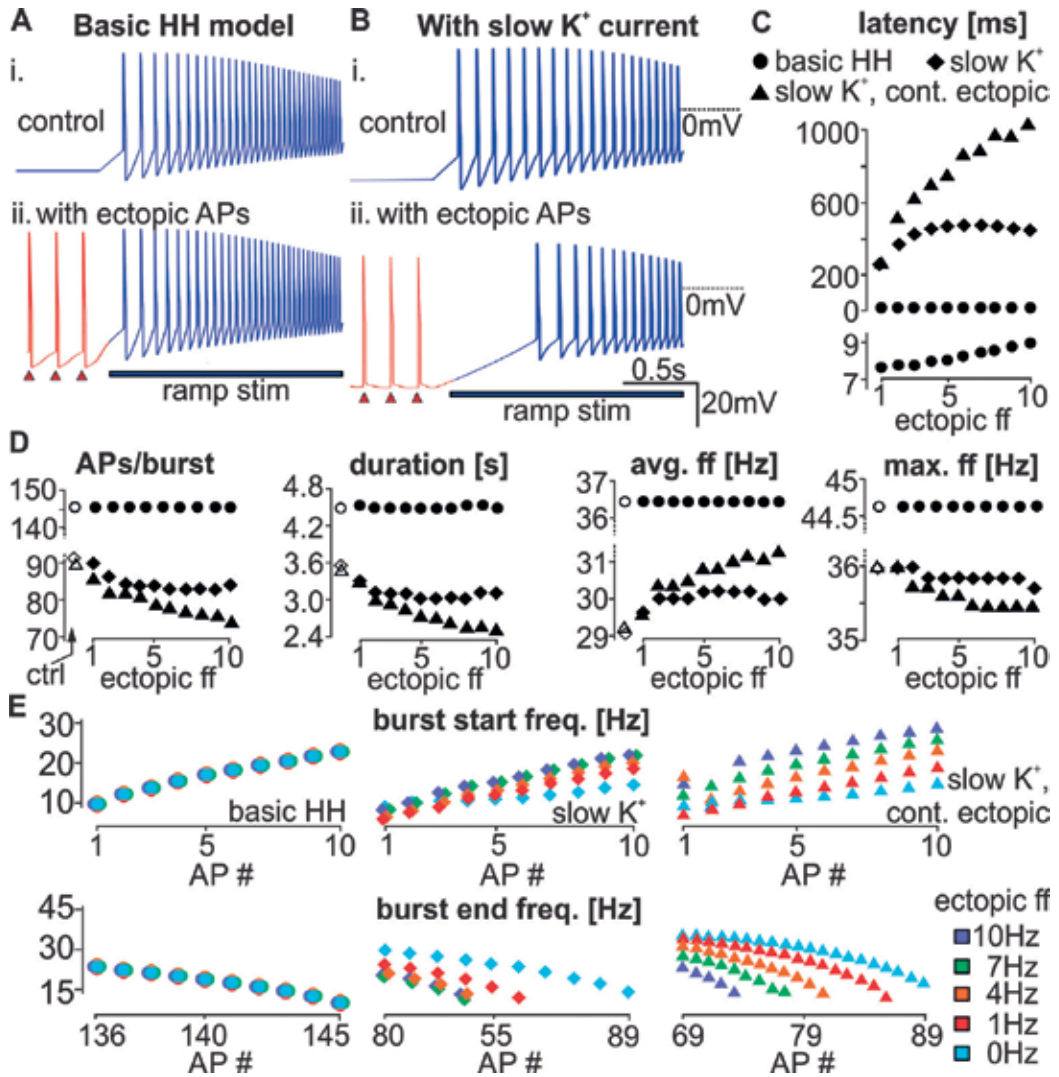 A Basic HH model
i.
control
ii. with ectopic APs
ramp stim
B With slow K⁺ current
i.
control
0mV
ii. with ectopic APs
0mV
0.5s
20mV
ramp stim
C latency [ms]
● basic HH ◆ slow K⁺
▲ slow K⁺, cont. ectopic
1000
600
200
0
9
7
1 5 10
ectopic ff
D APs/burst
150
140
90
80
70
ctrl
1 5 10
ectopic ff
duration [s]
4.8
4.4
3.6
3.0
2.4
1 5 10
ectopic ff
avg. ff [Hz]
36.6
36
31
30
29
1 5 10
ectopic ff
max. ff [Hz]
45
44.5
36
35
1 5 10
ectopic ff
E burst start freq. [Hz]
30
20
10
basic HH
1 5 10
AP #
slow K⁺
1 5 10
AP #
slow K⁺,
cont. ectopic
1 5 10
AP #
burst end freq. [Hz]
45
30
15
136 140 145
AP #
80 55 89
AP #
69 79 89
AP #
ectopic ff
10Hz
7Hz
4Hz
1Hz
0Hz